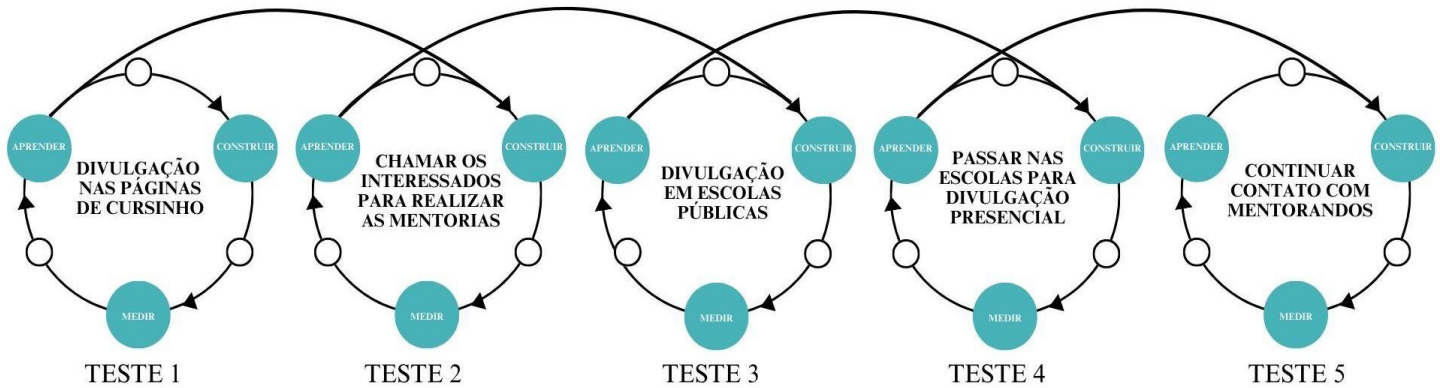 APRENDER
CONSTRUIR
DIVULGAÇÃO
NAS PÁGINAS
DE CURSINHO
MEDIR
TESTE 1
APRENDER
CONSTRUIR
CHAMAR OS
INTERESSADOS
PARA REALIZAR
AS MENTORIAS
MEDIR
TESTE 2
APRENDER
CONSTRUIR
DIVULGAÇÃO
EM ESCOLAS
PÚBLICAS
MEDIR
TESTE 3
APRENDER
CONSTRUIR
PASSAR NAS
ESCOLAS PARA
DIVULGAÇÃO
PRESENCIAL
MEDIR
TESTE 4
APRENDER
CONSTRUIR
CONTINUAR
CONTATO COM
MENTORANDOS
MEDIR
TESTE 5